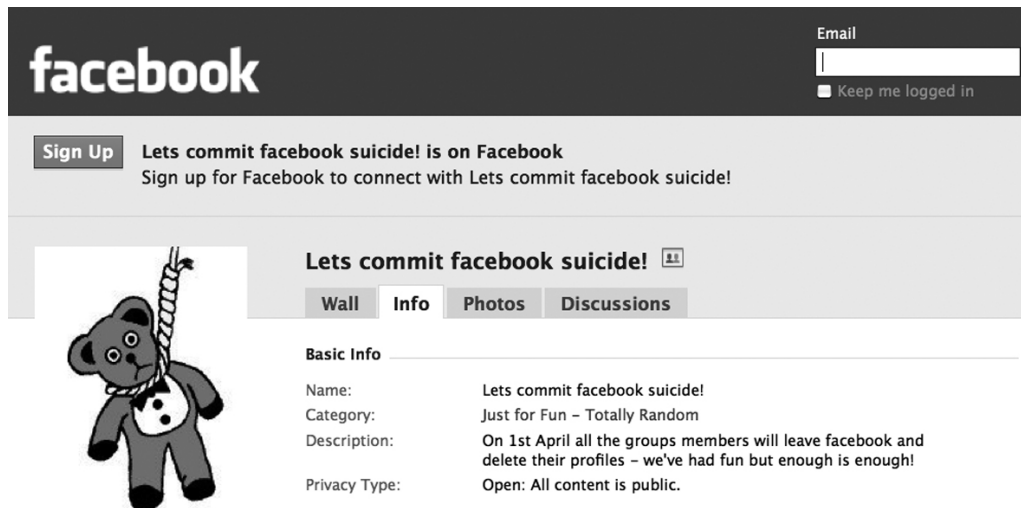 facebook
Email
Keep me logged in
Sign Up
Lets commit facebook suicide! is on Facebook
Sign up for Facebook to connect with Lets commit facebook suicide!
Lets commit facebook suicide!
Wall Info Photos Discussions
Basic Info
Name: Lets commit facebook suicide!
Category: Just for Fun – Totally Random
Description: On 1st April all the groups members will leave facebook and
delete their profiles – we've had fun but enough is enough!
Privacy Type: Open: All content is public.